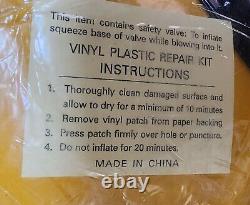 This item contains safety valve: To inflate
squeeze base of valve while blowing into it.
VINYL PLASTIC REPAIR KIT
INSTRUCTIONS
1. Thoroughly clean damaged surface and
allow to dry for a minimum of 10 minutes
2. Remove vinyl patch from paper backing
3. Press patch firmly over hole or puncture.
4. Do not inflate for 20 minutes.
MADE IN CHINA